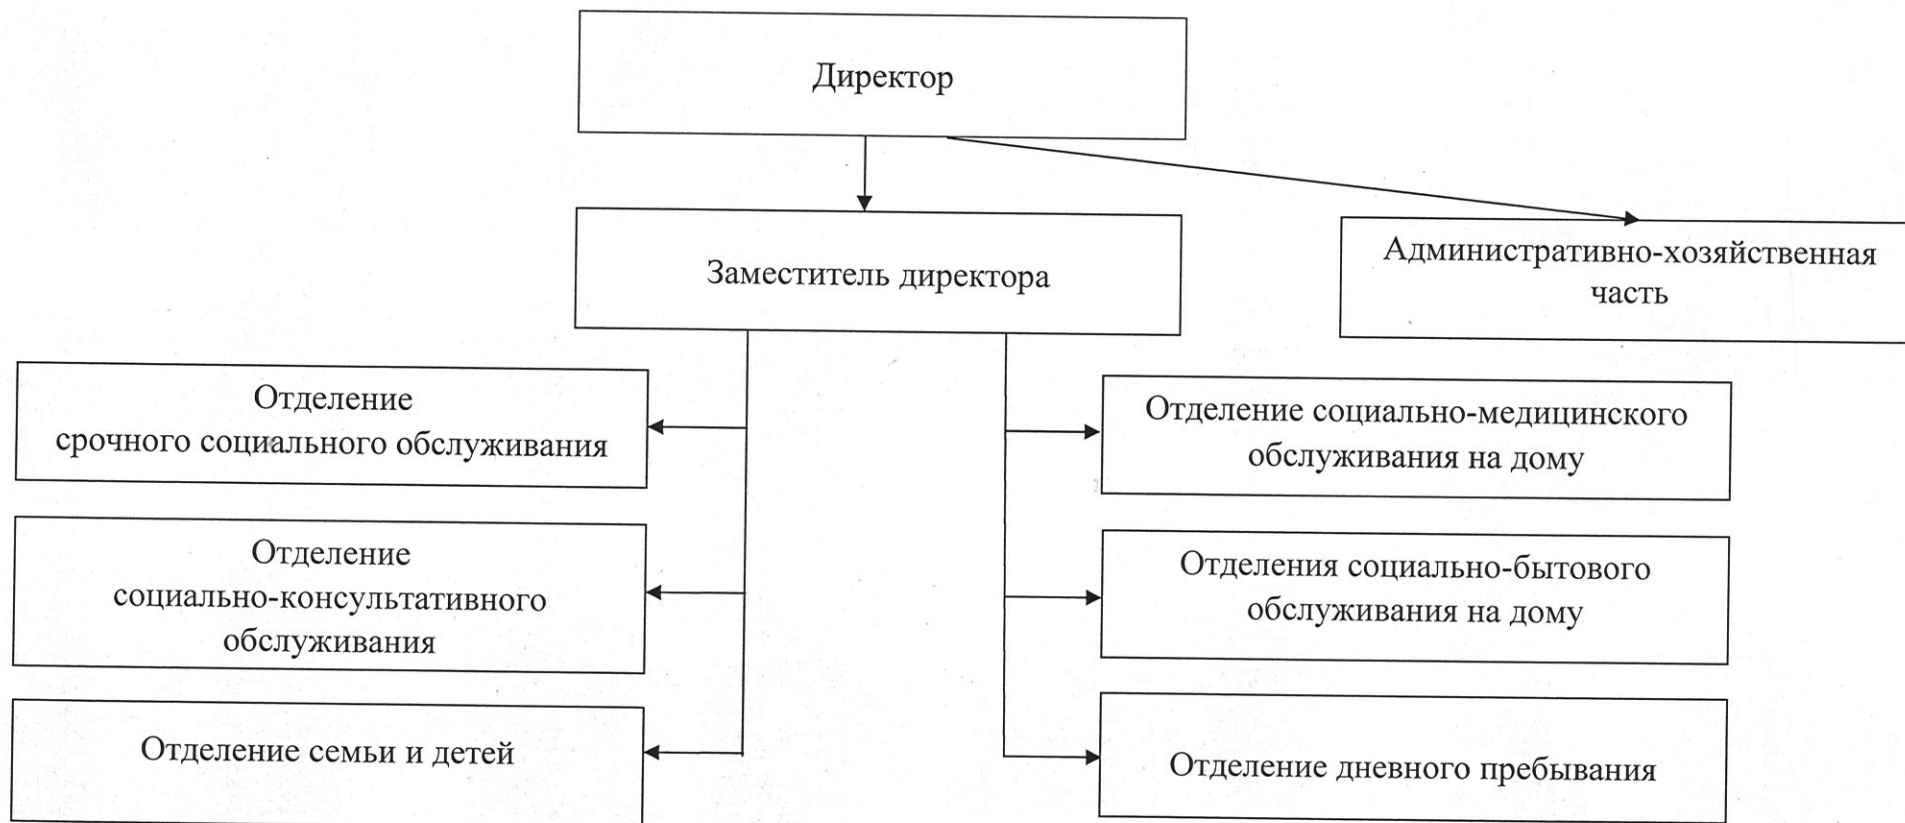 Директор
Заместитель директора
Административно-хозяйственная
часть
Отделение
срочного социального обслуживания
Отделение
социально-консультативного
обслуживания
Отделение семьи и детей
Отделение социально-медицинского
обслуживания на дому
Отделения социально-бытового
обслуживания на дому
Отделение дневного пребывания